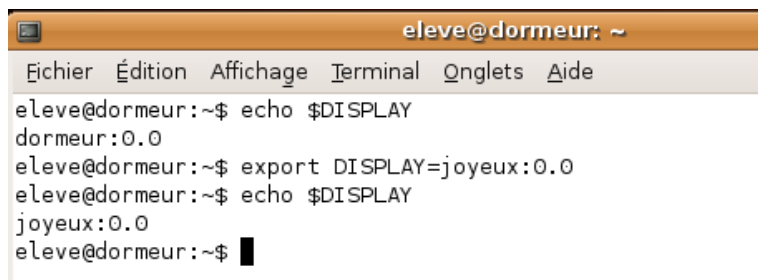 eleve@dormeur: ~
Fichier Édition Affichage Terminal Onglets Aide
eleve@dormeur:~$ echo $DISPLAY
dormeur:0.0
eleve@dormeur:~$ export DISPLAY=joyeux:0.0
eleve@dormeur:~$ echo $DISPLAY
joyeux:0.0
eleve@dormeur:~$